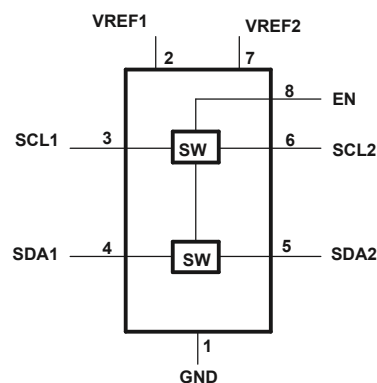 VREF1 VREF2
2 7
8 EN
SCL1 3 SW 6 SCL2
SDA1 4 SW 5 SDA2
1
GND